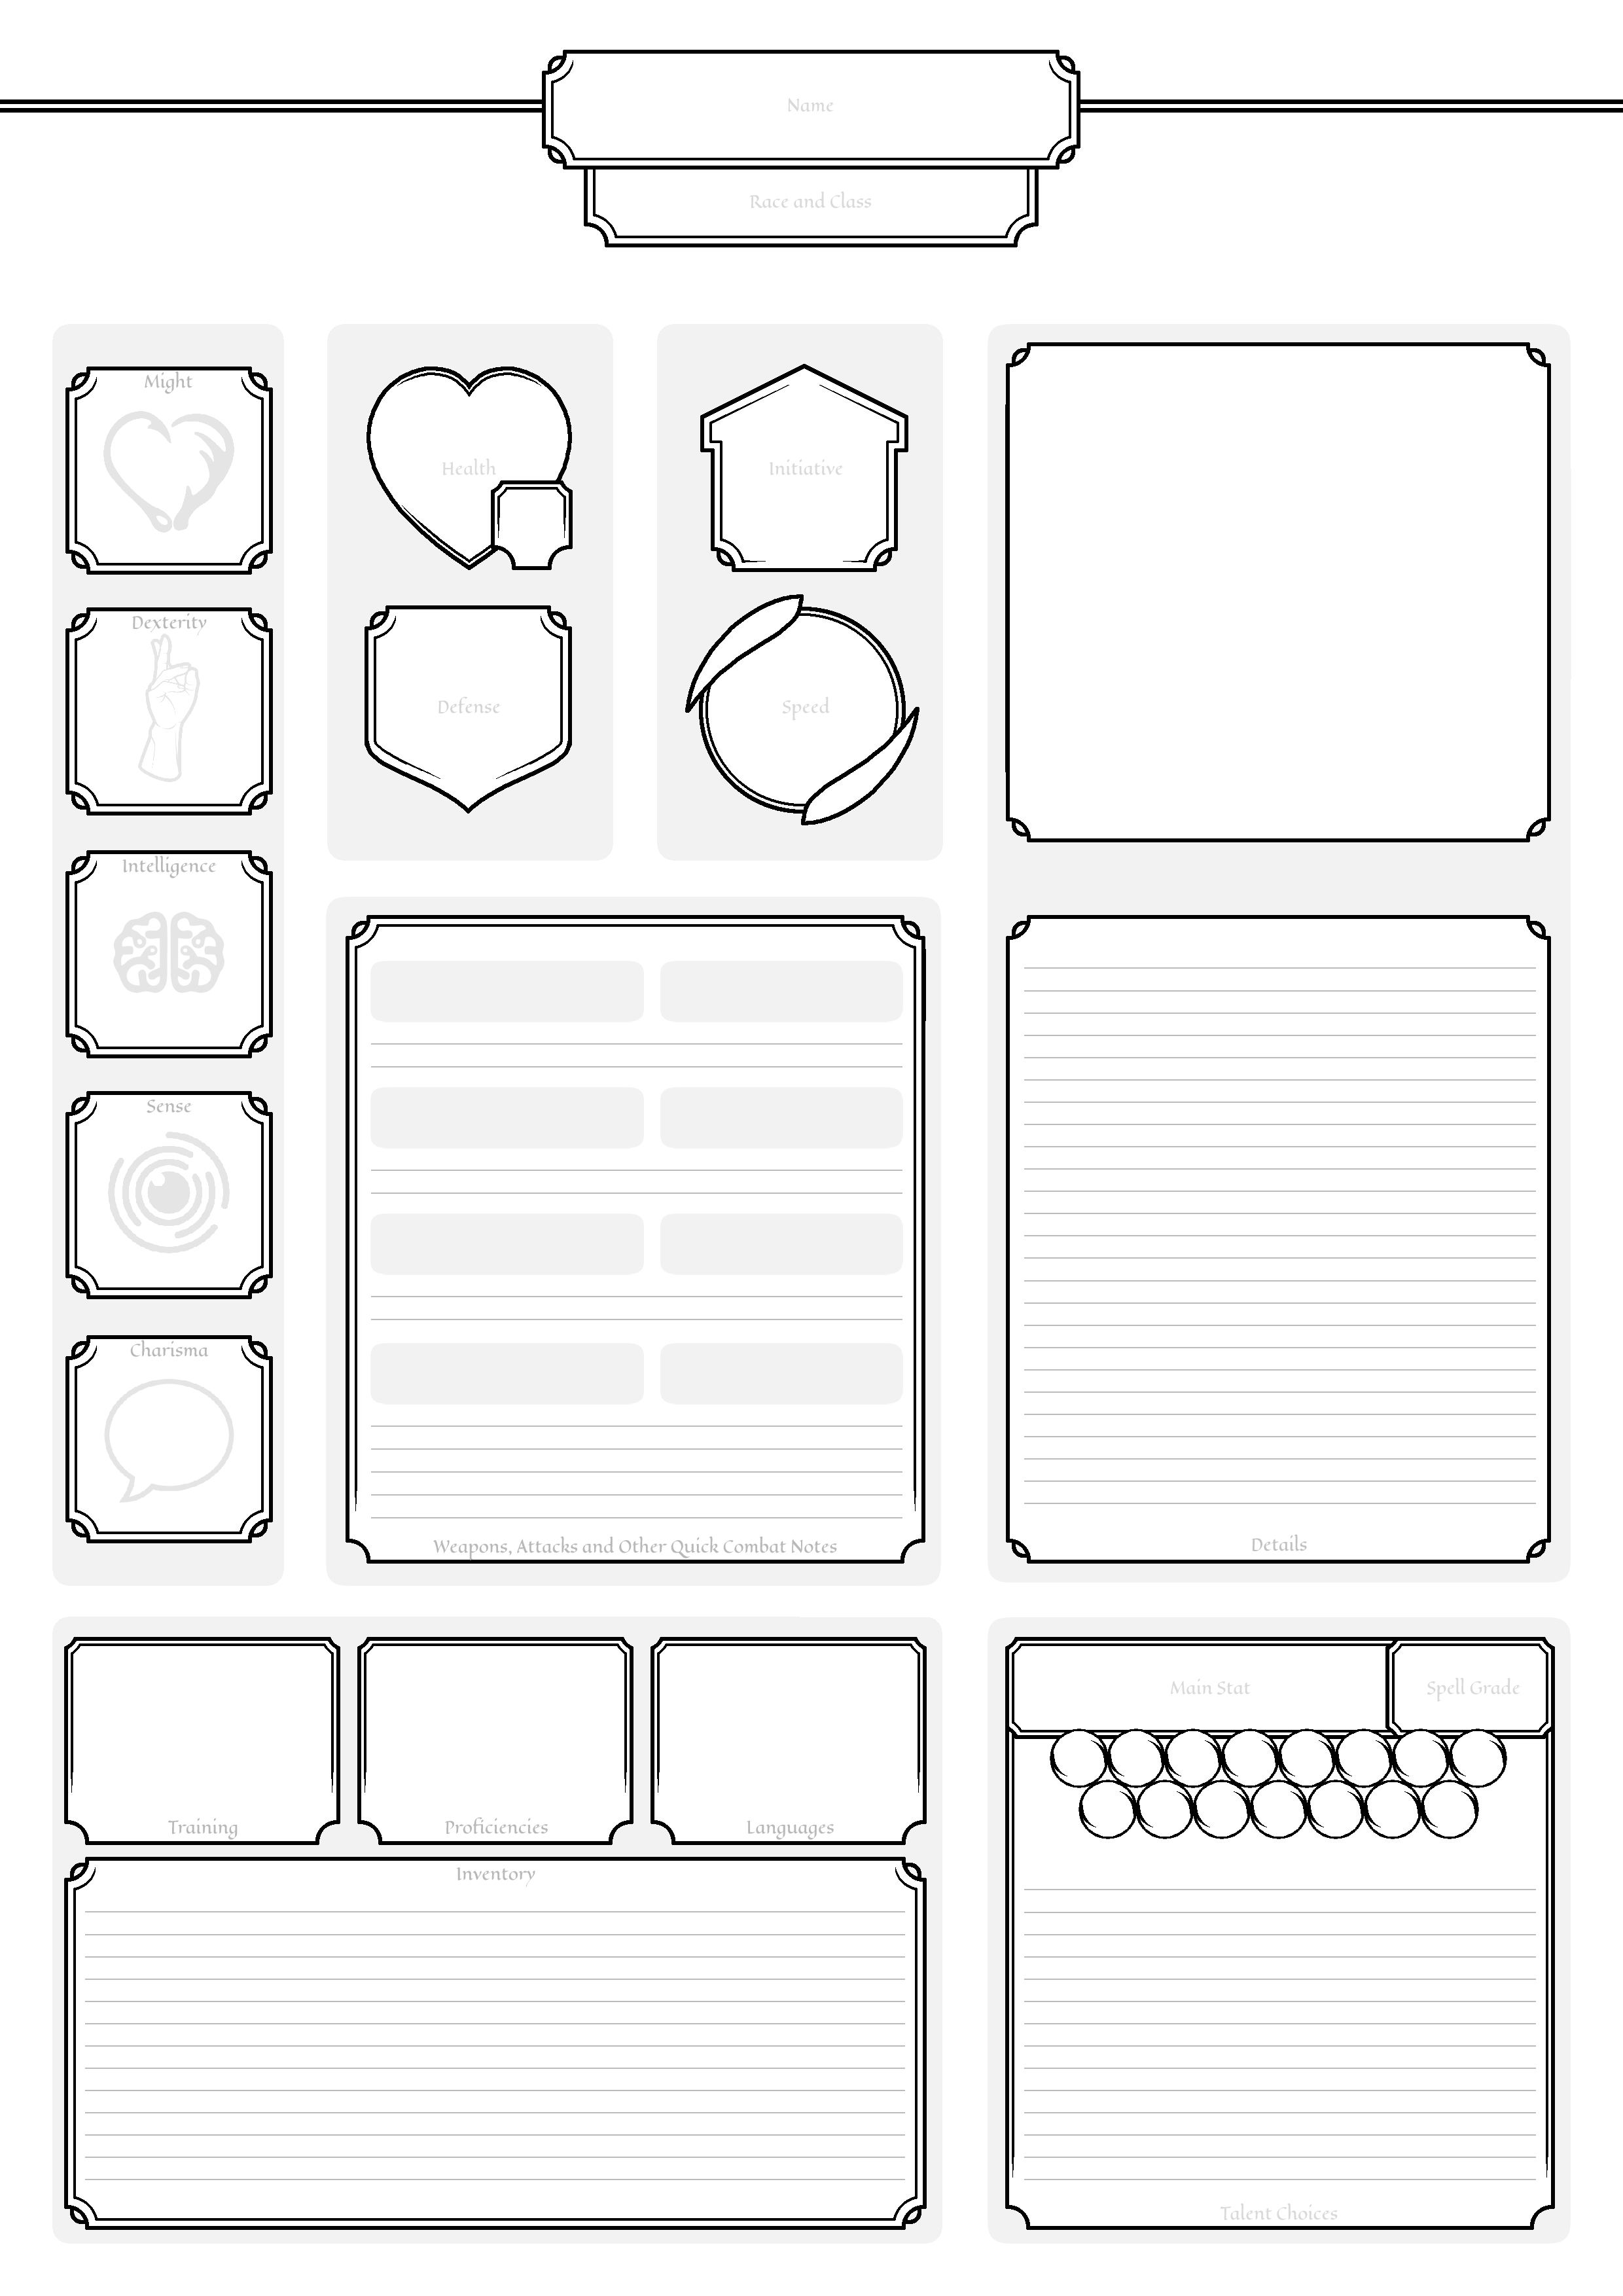 Name
Race and Class
Might
Health
Initiative
Dexterity
Defense
Speed
Intelligence
Sense
Charisma
Weapons, Attacks and Other Quick Combat Notes
Details
Main Stat
Spell Grade
Training
Proficiencies
Languages
Inventory
Talent Choices